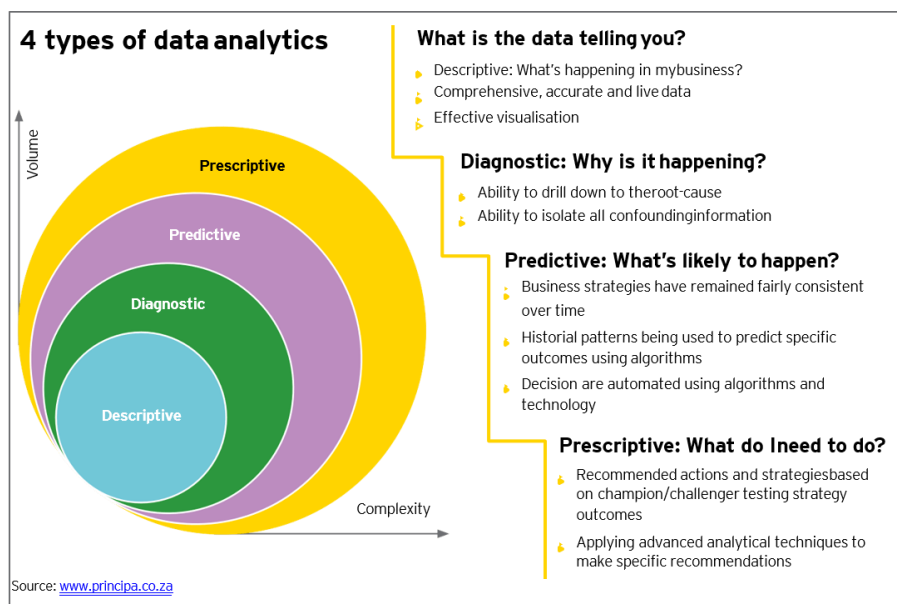 4 types of data analytics
Volume
Prescriptive
Predictive
Diagnostic
Descriptive
Complexity
Source: www.principa.co.za
What is the data telling you?
Descriptive: What's happening in mybusiness?
Comprehensive, accurate and live data
Effective visualisation
Diagnostic: Why is it happening?
Ability to drill down to theroot-cause
Ability to isolate all confoundinginformation
Predictive: What's likely to happen?
Business strategies have remained fairly consistent
over time
Historial patterns being used to predict specific
outcomes using algorithms
Decision are automated using algorithms and
technology
Prescriptive: What do Ineed to do?
Recommended actions and strategiesbased
on champion/challenger testing strategy
outcomes
Applying advanced analytical techniques to
make specific recommendations